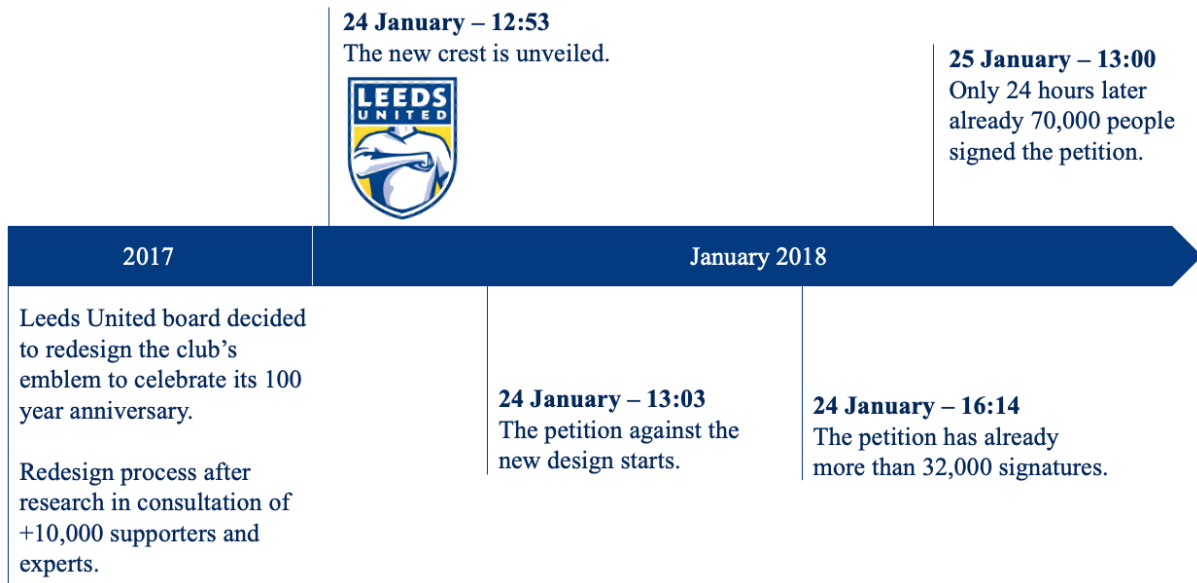 24 January – 12:53
The new crest is unveiled.
LEEDS
UNITED
25 January – 13:00
Only 24 hours later
already 70,000 people
signed the petition.
2017
January 2018
Leeds United board decided
to redesign the club’s
emblem to celebrate its 100
year anniversary.
Redesign process after
research in consultation of
+10,000 supporters and
experts.
24 January – 13:03
The petition against the
new design starts.
24 January – 16:14
The petition has already
more than 32,000 signatures.